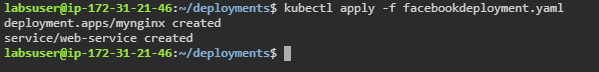 labsuser@ip-172-31-21-46:~/deployments$ kubectl apply -f facebookdeployment.yaml
deployment.apps/mynginx created
service/web-service created
labsuser@ip-172-31-21-46:~/deployments$